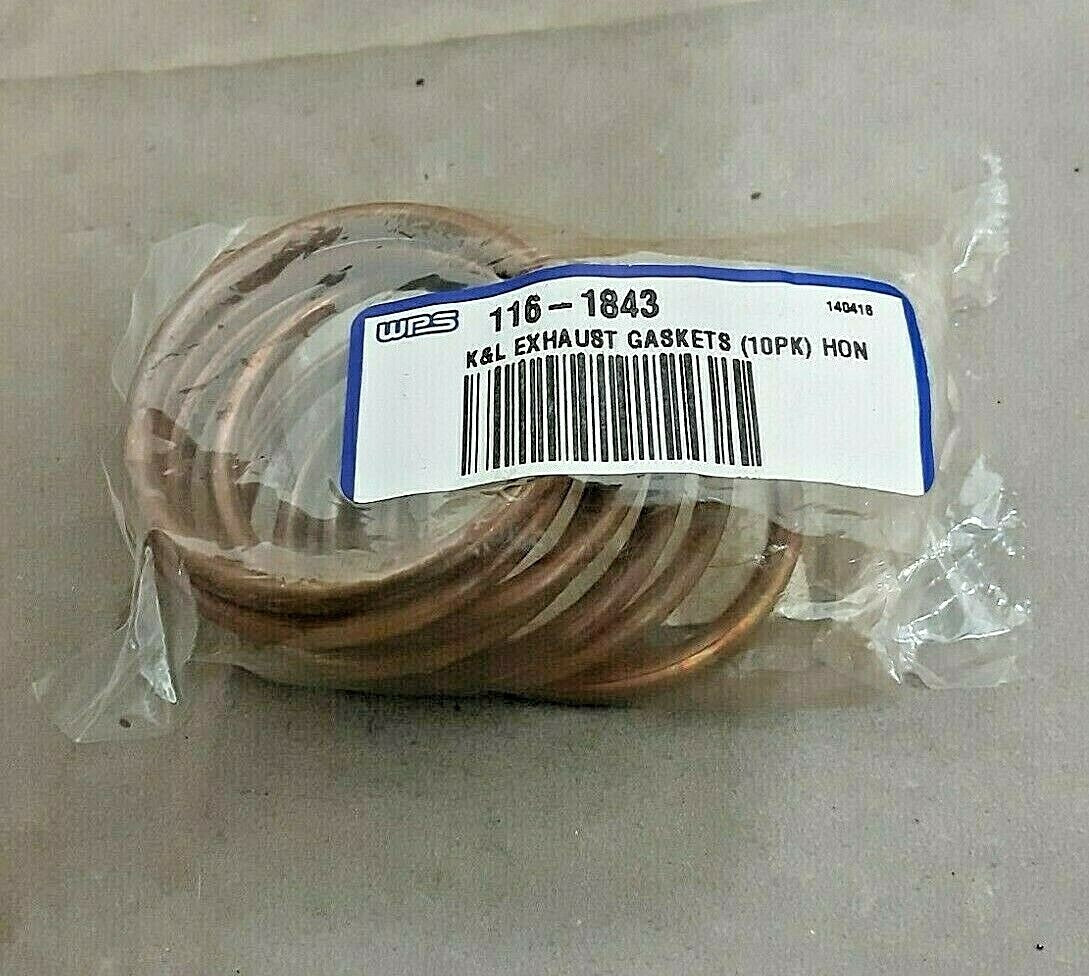 WPS 116-1843 140418
K&L EXHAUST GASKETS (10PK) HON